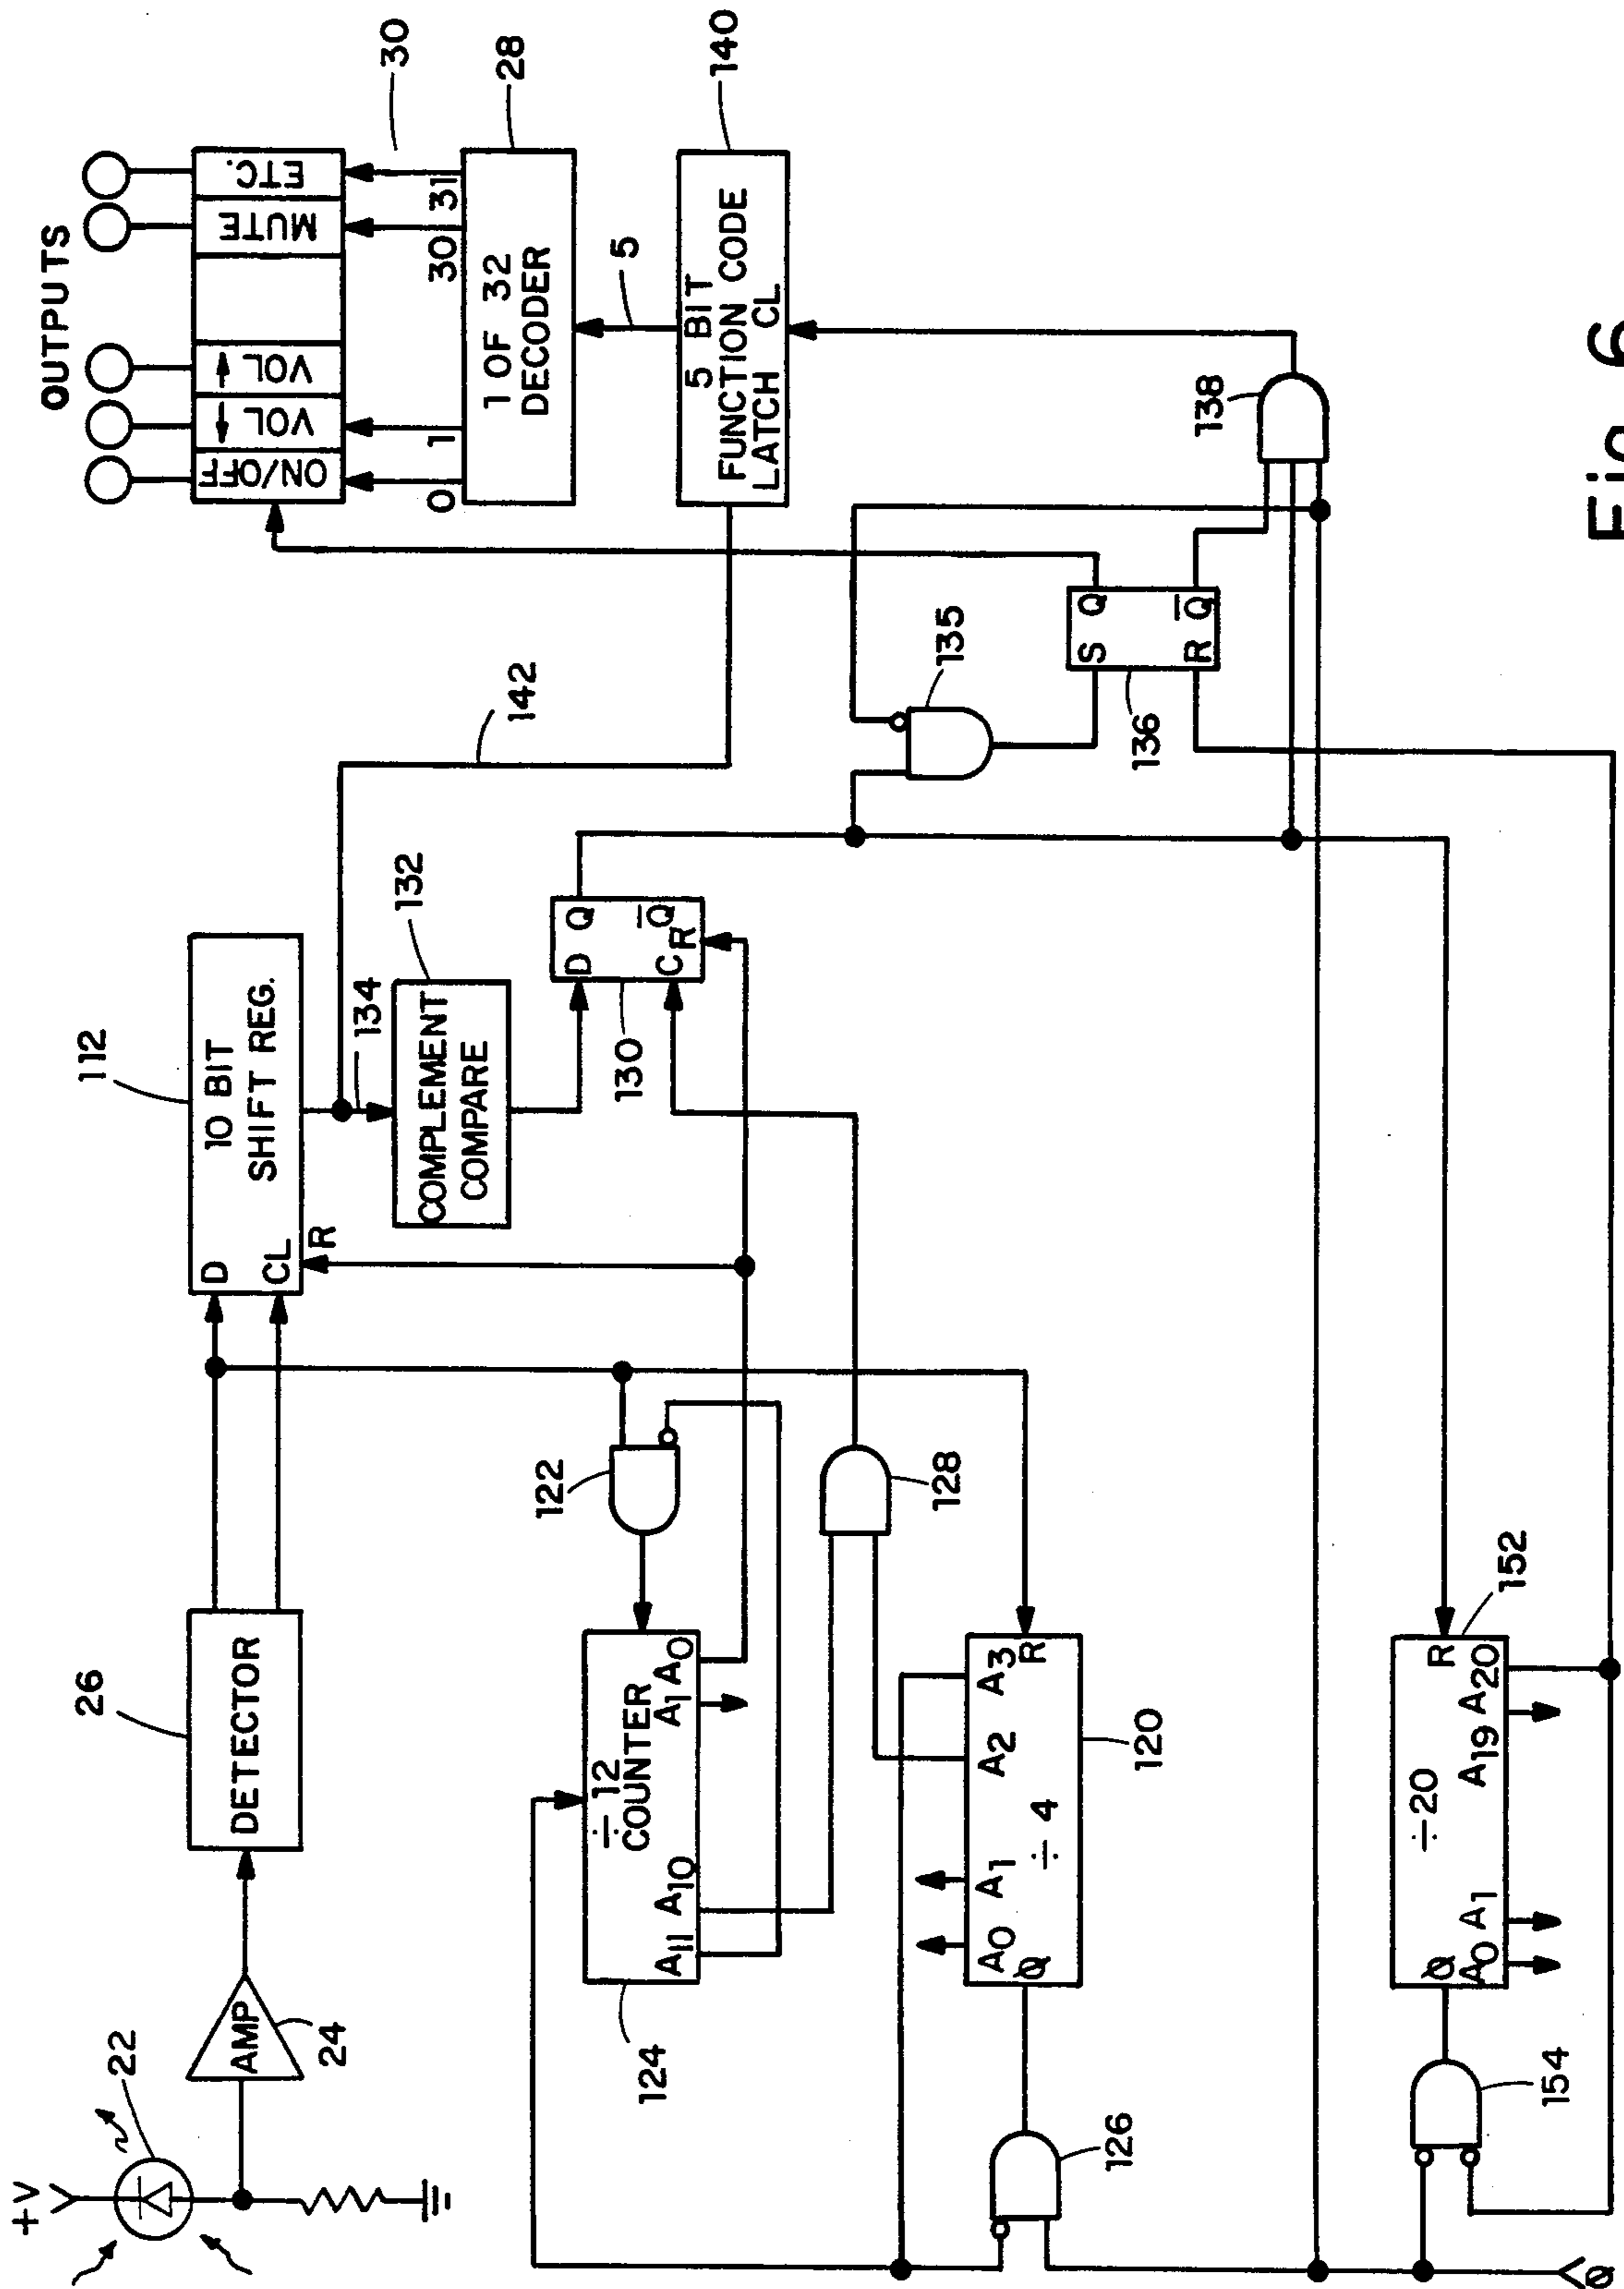 OUTPUTS
ON/OFF
VOL
VOL
MUTE
ETC.
30
0
1
30
31
1 OF 32
DECODER
28
5
5 BIT
FUNCTION CODE
LATCH CL
140
142
112
10 BIT
SHIFT REG.
D
CL
R
134
132
COMPLEMENT
COMPARE
D Q
C Q
R
130
135
S Q
R Q
136
138
+V
22
AMP
24
26
DETECTOR
122
÷12
COUNTER
A11 A10 A1 A0
124
128
A0 A1 A2 A3
Φ ÷4 R
120
126
Φ ÷20 R
A0 A1 A19 A20
152
154
Φ
Fig. 6